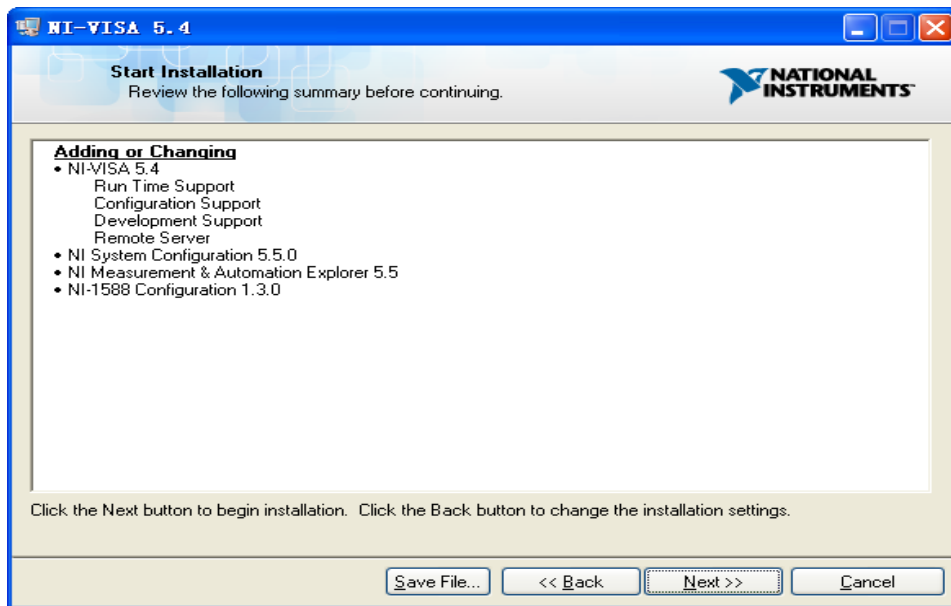 NI-VISA 5.4
Start Installation
Review the following summary before continuing.
NATIONAL
INSTRUMENTS™
Adding or Changing
• NI-VISA 5.4
Run Time Support
Configuration Support
Development Support
Remote Server
• NI System Configuration 5.5.0
• NI Measurement & Automation Explorer 5.5
• NI-1588 Configuration 1.3.0
Click the Next button to begin installation. Click the Back button to change the installation settings.
Save File... << Back Next >> Cancel